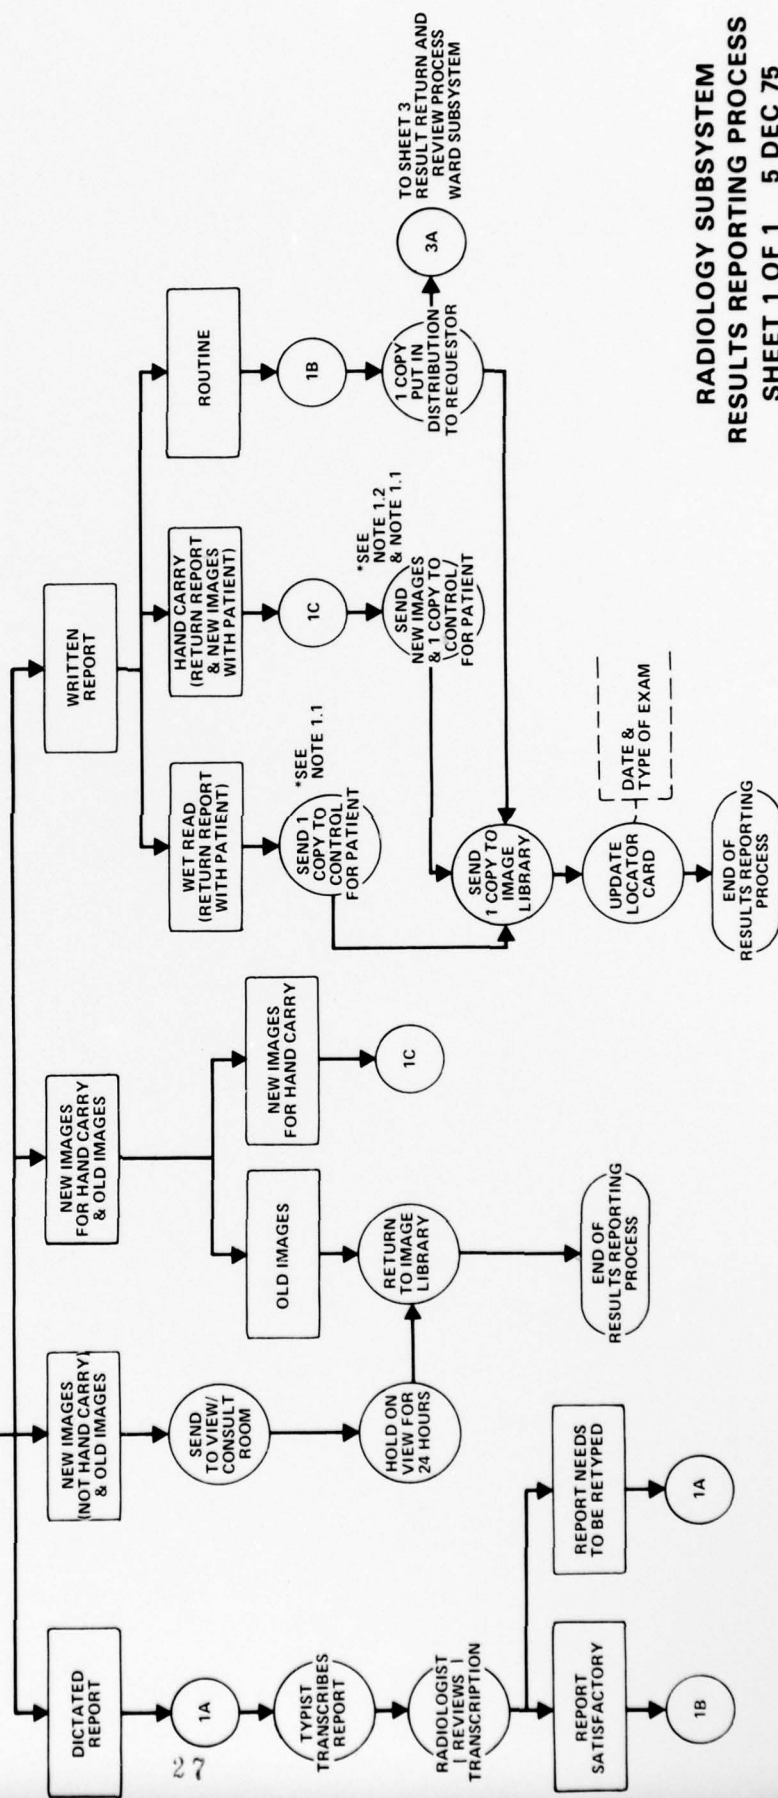 DICTATED
REPORT
NEW IMAGES
(NOT HAND CARRY)
& OLD IMAGES
NEW IMAGES
FOR HAND CARRY
& OLD IMAGES
WRITTEN
REPORT
1A
TYPIST
TRANSCRIBES
REPORT
RADIOLOGIST
REVIEWS
TRANSCRIPTION
REPORT
SATISFACTORY
1B
REPORT NEEDS
TO BE RETYPED
1A
SEND
TO VIEW/
CONSULT
ROOM
HOLD ON
VIEW FOR
24 HOURS
OLD IMAGES
RETURN
TO IMAGE
LIBRARY
END OF
RESULTS REPORTING
PROCESS
NEW IMAGES
FOR HAND CARRY
1C
WET READ
(RETURN REPORT
WITH PATIENT)
SEND 1
COPY TO
CONTROL
FOR PATIENT
*SEE
NOTE 1.1
HAND CARRY
(RETURN REPORT
& NEW IMAGES
WITH PATIENT)
1C
*SEE
NOTE 1.2
& NOTE 1.1
SEND
NEW IMAGES
& 1 COPY TO
CONTROL/
FOR PATIENT
ROUTINE
1B
1 COPY
PUT IN
DISTRIBUTION
TO REQUESTOR
3A
TO SHEET 3
RESULT RETURN AND
REVIEW PROCESS
WARD SUBSYSTEM
SEND
1 COPY TO
IMAGE
LIBRARY
UPDATE
LOCATOR
CARD
DATE &
TYPE OF EXAM
END OF
RESULTS REPORTING
PROCESS
RADIOLOGY SUBSYSTEM
RESULTS REPORTING PROCESS
SHEET 1 OF 1 5 DEC 75
27